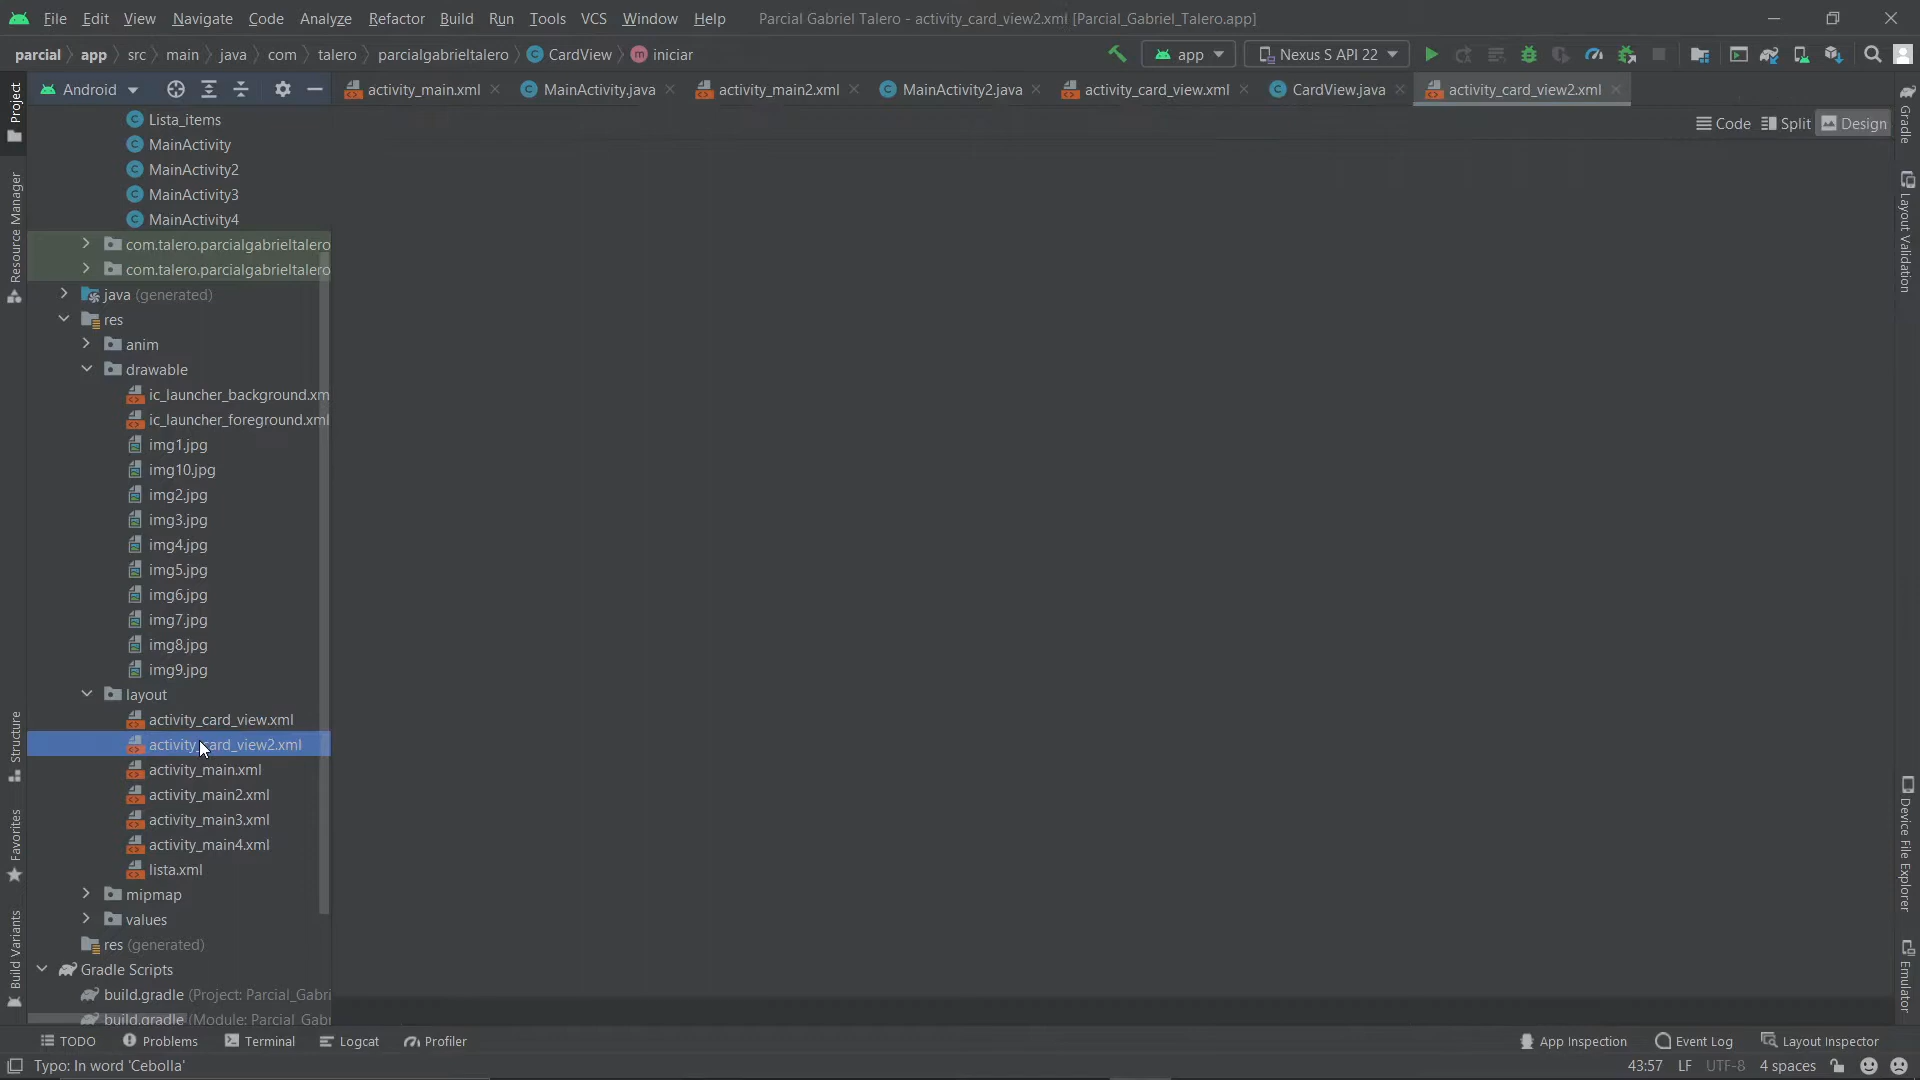 File Edit View Navigate Code Analyze Refactor Build Run Tools VCS Window Help Parcial Gabriel Talero - activity_card_view2.xml [Parcial_Gabriel_Talero.app]
parcial app src main java com talero parcialgabrieltalero CardView iniciar app Nexus S API 22
Android activity_main.xml MainActivity.java activity_main2.xml MainActivity2.java activity_card_view.xml CardView.java activity_card_view2.xml
Code Split Design
Project
Resource Manager
Structure
Favorites
Build Variants
Lista_items
MainActivity
MainActivity2
MainActivity3
MainActivity4
com.talero.parcialgabrieltalero
com.talero.parcialgabrieltalero
java (generated)
res
anim
drawable
ic_launcher_background.xm
ic_launcher_foreground.xml
img1.jpg
img10.jpg
img2.jpg
img3.jpg
img4.jpg
img5.jpg
img6.jpg
img7.jpg
img8.jpg
img9.jpg
layout
activity_card_view.xml
activity_card_view2.xml
activity_main.xml
activity_main2.xml
activity_main3.xml
activity_main4.xml
lista.xml
mipmap
values
res (generated)
Gradle Scripts
build.gradle (Project: Parcial_Gabri
build.gradle (Module: Parcial_Gabr
Gradle
Layout Validation
Device File Explorer
Emulator
TODO Problems Terminal Logcat Profiler App Inspection Event Log Layout Inspector
Typo: In word 'Cebolla' 43:57 LF UTF-8 4 spaces